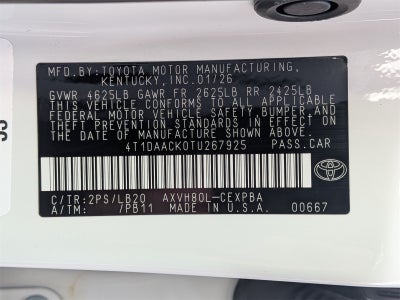 MFD.BY:TOYOTA MOTOR MANUFACTURING,
KENTUCKY, INC.01/26
GVWR 4625LB GAWR FR 2625LB RR 2425LB
THIS VEHICLE CONFORMS TO ALL APPLICABLE
FEDERAL MOTOR VEHICLE SAFETY, BUMPER, AND
THEFT PREVENTION STANDARDS IN EFFECT ON
THE DATE OF MANUFACTURE SHOWN ABOVE.
4T1DAACK0TU267925 PASS.CAR
C/TR:2PS/LB20 AXVH80L-CEXPBA
A/TM: /PB11 MADE IN U.S.A. 00667
TOYOTA